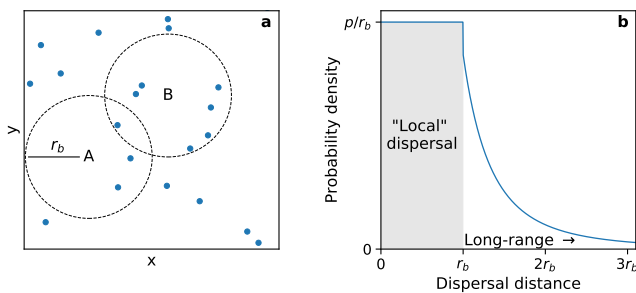 a
B
A
r_b
y
x
b
p/r_b
Probability density
"Local"
dispersal
Long-range →
0
0
r_b
2r_b
3r_b
Dispersal distance